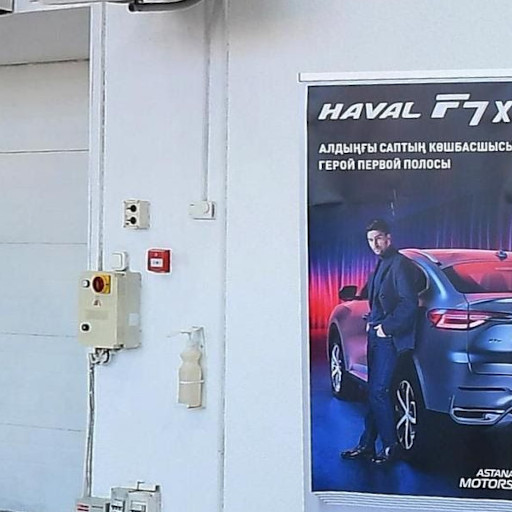 HAVAL F7X
АЛДЫҢҒЫ САПТЫҢ КӨШБАСШЫСЫ
ГЕРОЙ ПЕРВОЙ ПОЛОСЫ
ASTANA
MOTORS